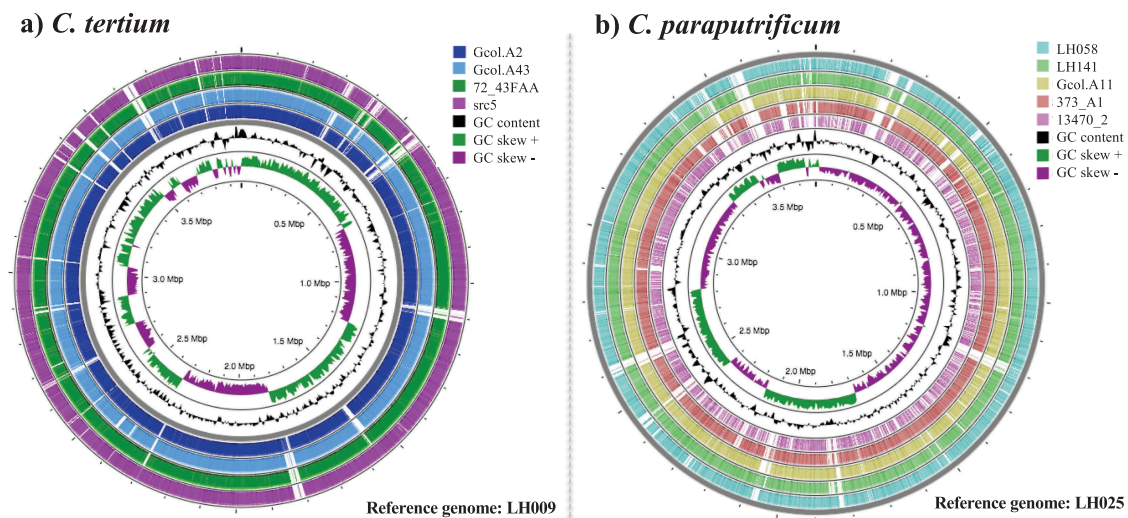 a) C. tertium
Gcol.A2
Gcol.A43
72_43FAA
src5
GC content
GC skew +
GC skew -
0.5 Mbp
1.0 Mbp
1.5 Mbp
2.0 Mbp
2.5 Mbp
3.0 Mbp
3.5 Mbp
Reference genome: LH009
b) C. paraputrificum
LH058
LH141
Gcol.A11
373_A1
13470_2
GC content
GC skew +
GC skew -
0.5 Mbp
1.0 Mbp
1.5 Mbp
2.0 Mbp
2.5 Mbp
3.0 Mbp
3.5 Mbp
Reference genome: LH025